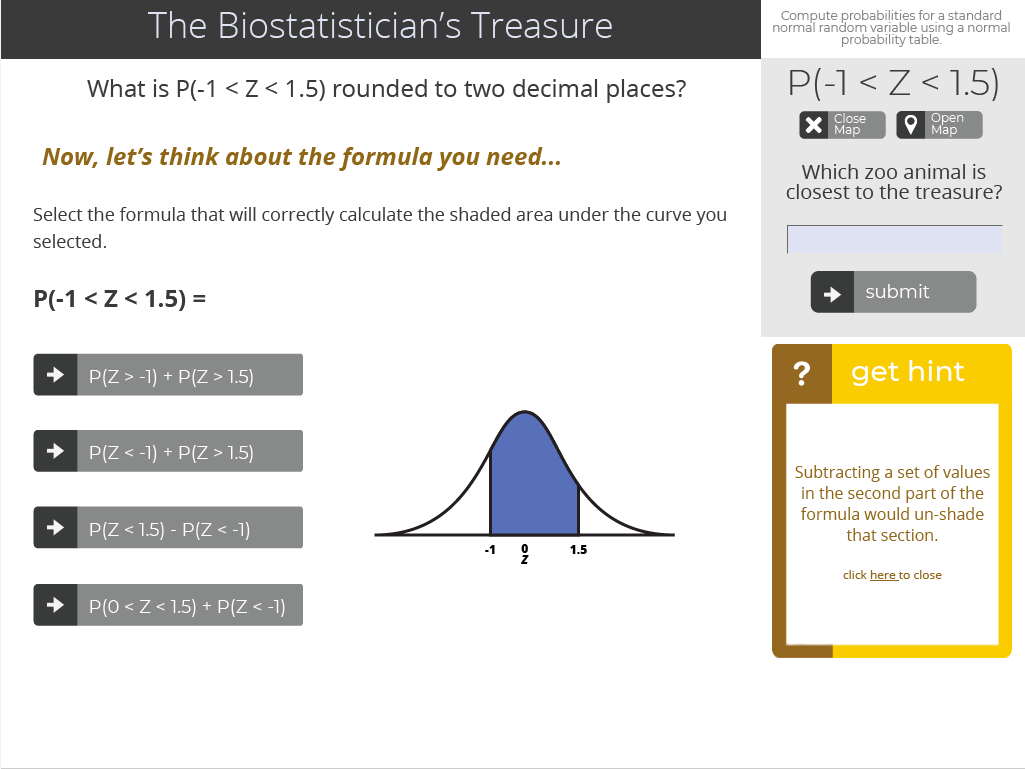 The Biostatistician's Treasure
What is P(-1 < Z < 1.5) rounded to two decimal places?
Now, let's think about the formula you need...
Select the formula that will correctly calculate the shaded area under the curve you
selected.
P(-1 < Z < 1.5) =
P(Z > -1) + P(Z > 1.5)
P(Z < -1) + P(Z > 1.5)
P(Z < 1.5) - P(Z < -1)
P(0 < Z < 1.5) + P(Z < -1)
-1 0 1.5
Z
Compute probabilities for a standard
normal random variable using a normal
probability table.
P(-1 < Z < 1.5)
Close
Map
Open
Map
Which zoo animal is
closest to the treasure?
submit
? get hint
Subtracting a set of values
in the second part of the
formula would un-shade
that section.
click here to close